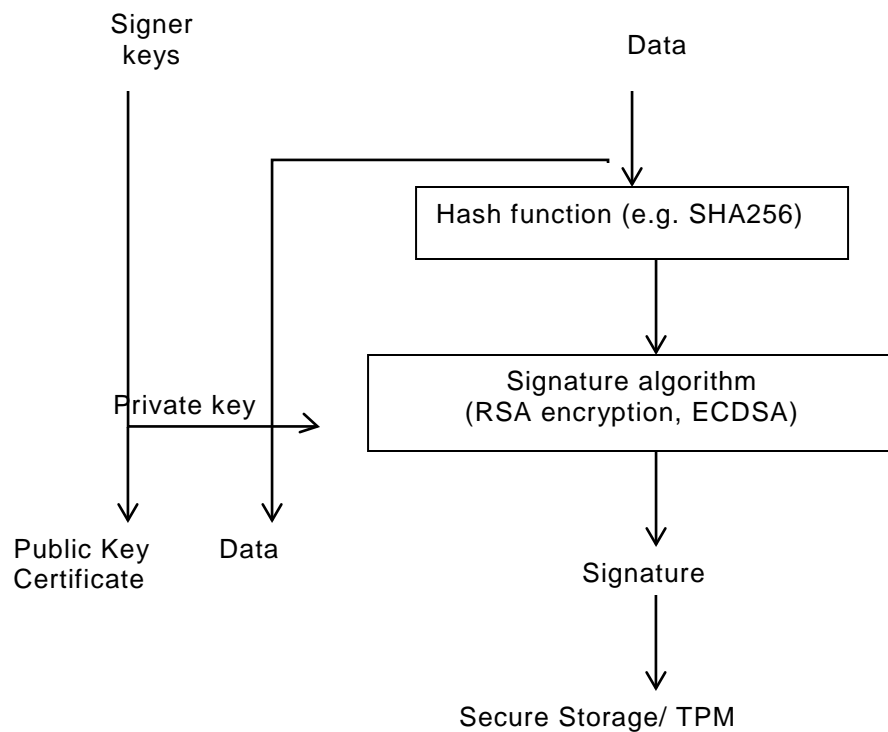 Signer
keys
Data
Hash function (e.g. SHA256)
Signature algorithm
(RSA encryption, ECDSA)
Private key
Public Key
Certificate
Data
Signature
Secure Storage/ TPM